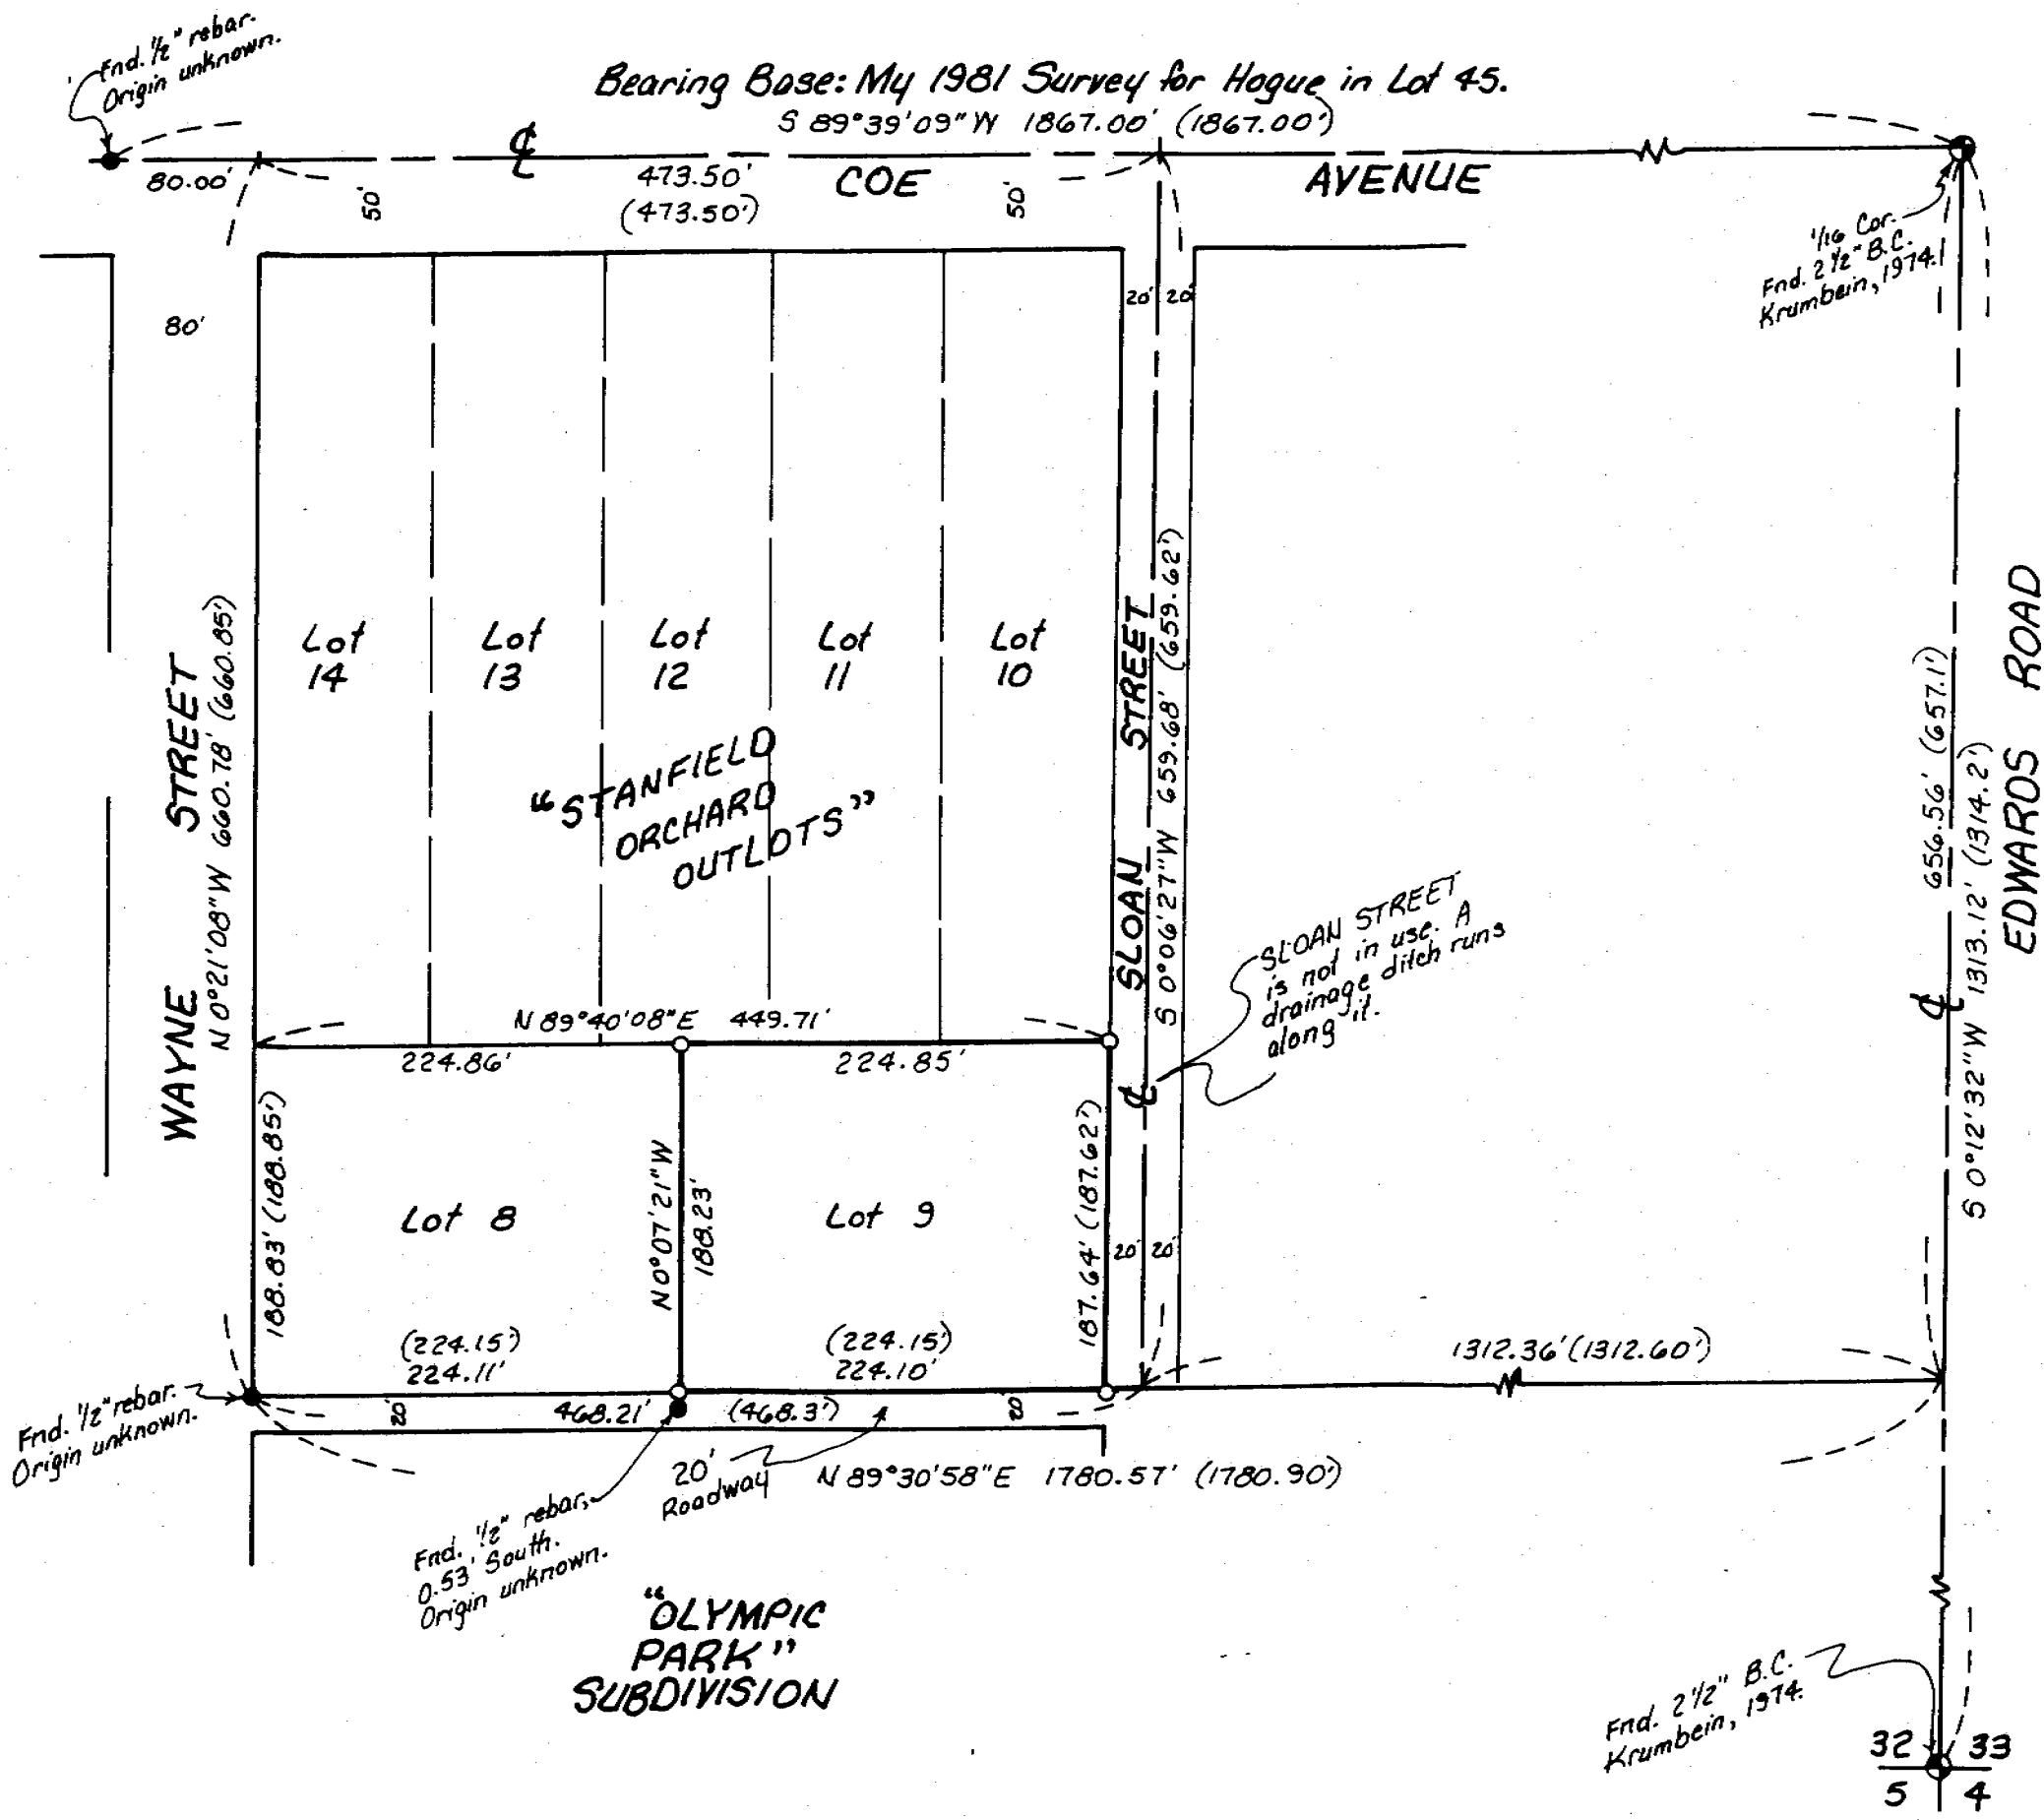 Fnd. 1/2" rebar.
Origin unknown.
Bearing Base: My 1981 Survey for Hogue in Lot 45.
S 89°39'09" W 1867.00' (1867.00')
℄
80.00'
50'
473.50'
(473.50')
COE
50'
AVENUE
1/16 Cor.
Fnd. 2 1/2" B.C.
Krumbein, 1974.
80'
20' 20'
WAYNE STREET
N 0°21'08" W 660.78' (660.85')
Lot
14
Lot
13
Lot
12
Lot
11
Lot
10
"STANFIELD
ORCHARD
OUTLOTS"
SLOAN STREET
S 0°06'27" W 659.68' (659.62')
℄
SLOAN STREET
is not in use. A
drainage ditch runs
along it.
656.56' (657.1')
℄
S 0°12'32" W 1313.12' (1314.2')
EDWARDS ROAD
N 89°40'08" E 449.71'
224.86'
224.85'
188.83' (188.85')
Lot 8
N 0°07'21" W
188.23'
Lot 9
187.64' (187.62')
20' 20'
(224.15')
224.11'
(224.15')
224.10'
1312.36' (1312.60')
Fnd. 1/2" rebar.
Origin unknown.
20'
468.21' (468.3')
20'
20'
Roadway
N 89°30'58" E 1780.57' (1780.90')
Fnd. 1/2" rebar,
0.53' South.
Origin unknown.
"OLYMPIC
PARK"
SUBDIVISION
Fnd. 2 1/2" B.C.
Krumbein, 1974.
32 33
5 4